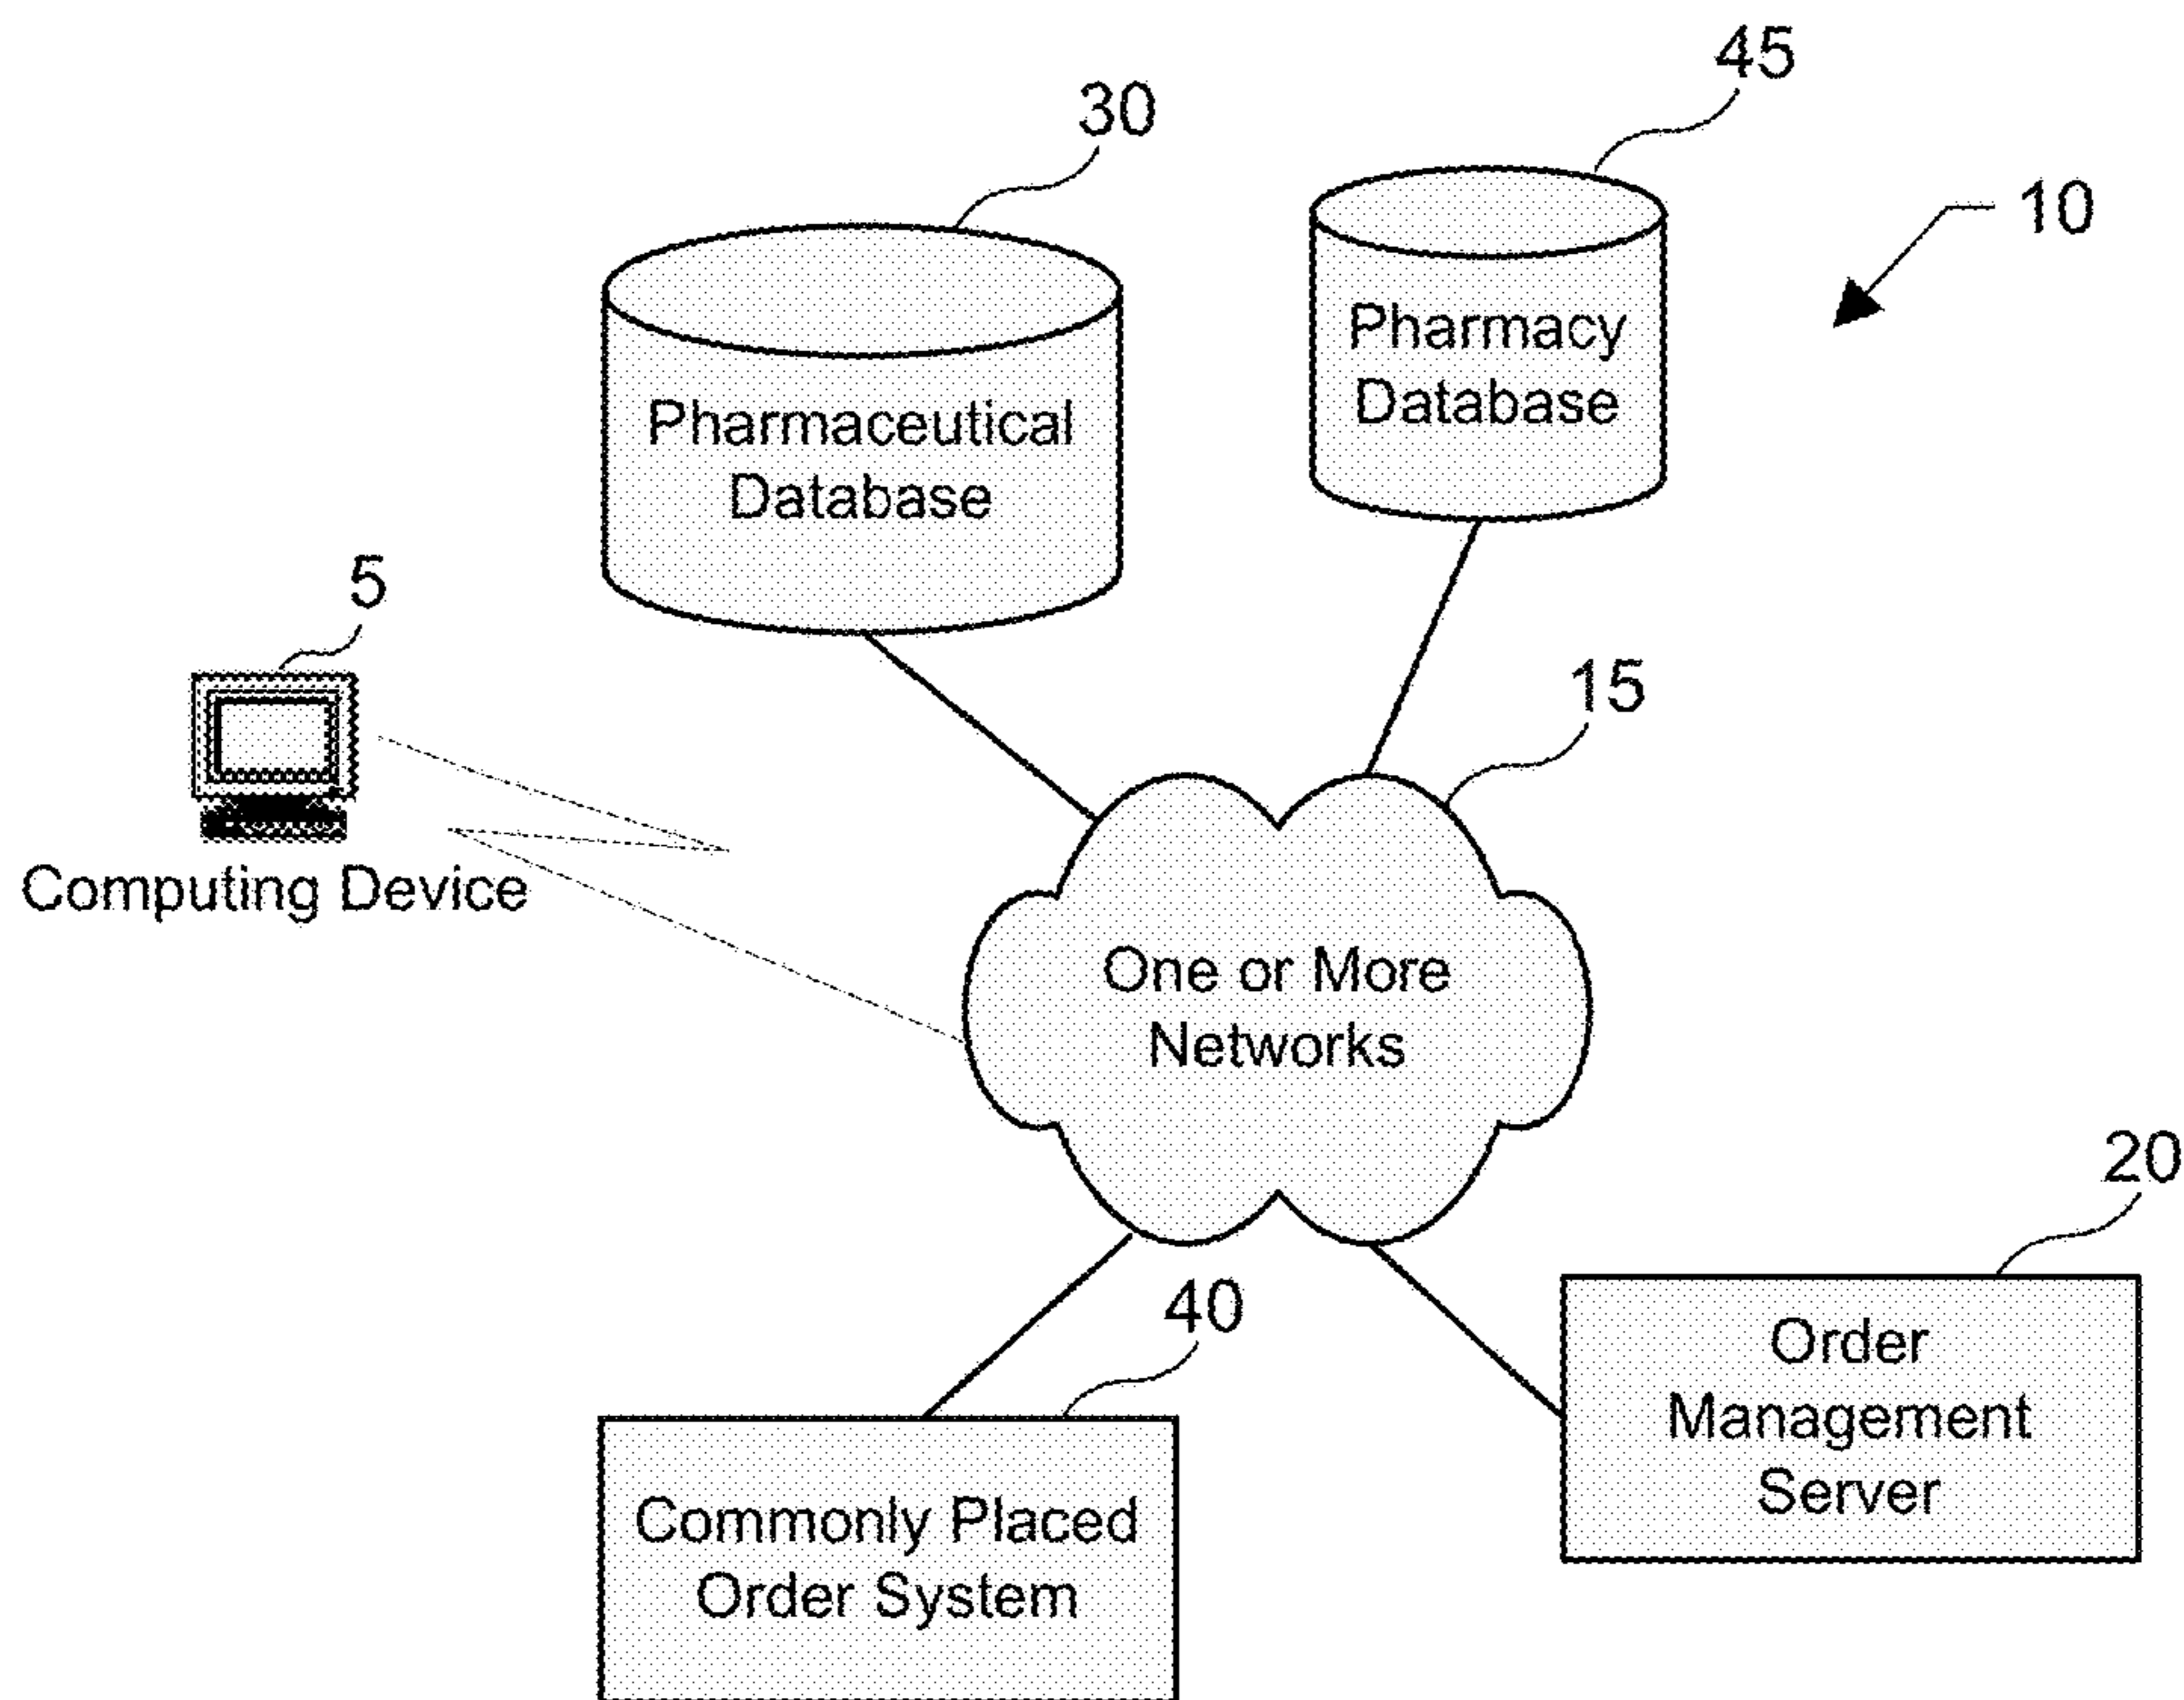 45
30
10
Pharmacy
Database
Pharmaceutical
Database
5
15
Computing Device
One or More
Networks
20
40
Order
Management
Server
Commonly Placed
Order System